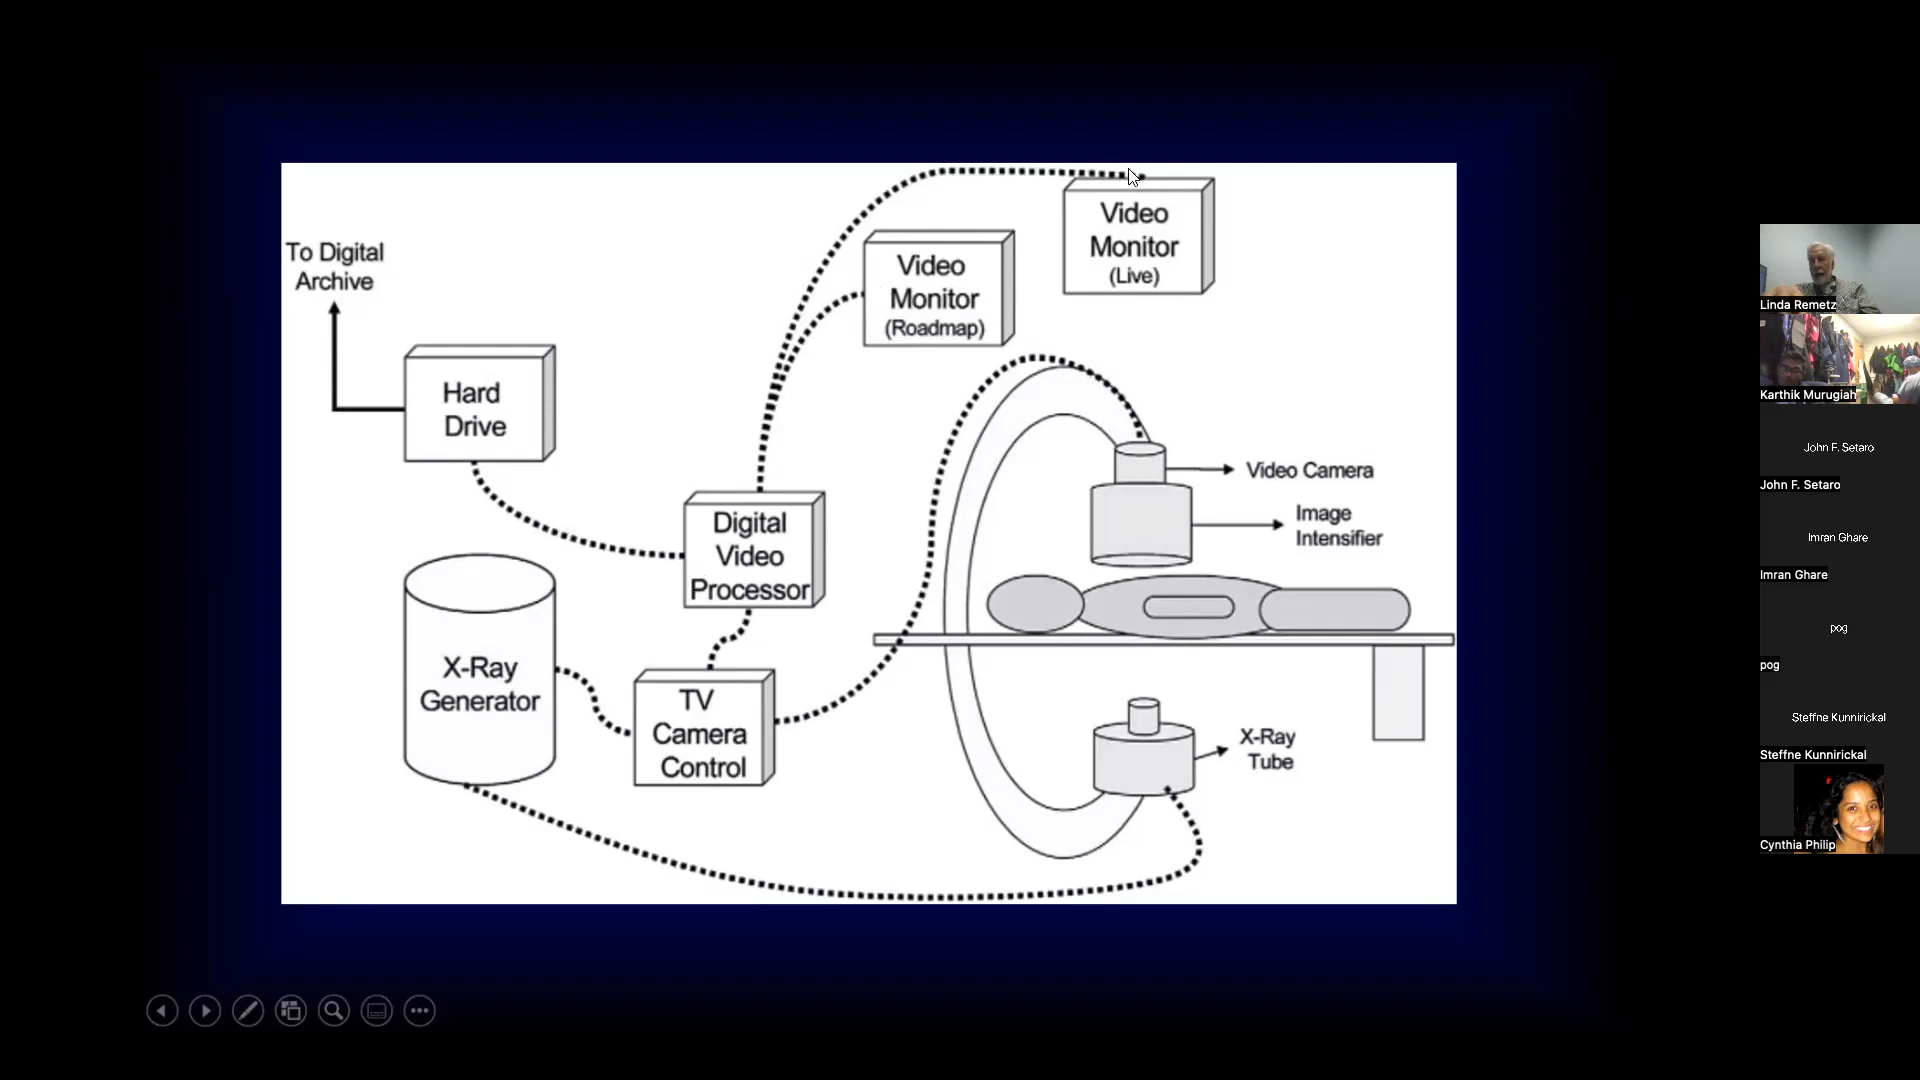 To Digital
Archive
Hard
Drive
X-Ray
Generator
Digital
Video
Processor
TV
Camera
Control
Video
Monitor
(Roadmap)
Video
Monitor
(Live)
Video Camera
Image
Intensifier
X-Ray
Tube
Linda Remetz
Karthik Murugiah
John F. Setaro
John F. Setaro
Imran Ghare
Imran Ghare
pog
pog
Steffne Kunnirickal
Steffne Kunnirickal
Cynthia Philip